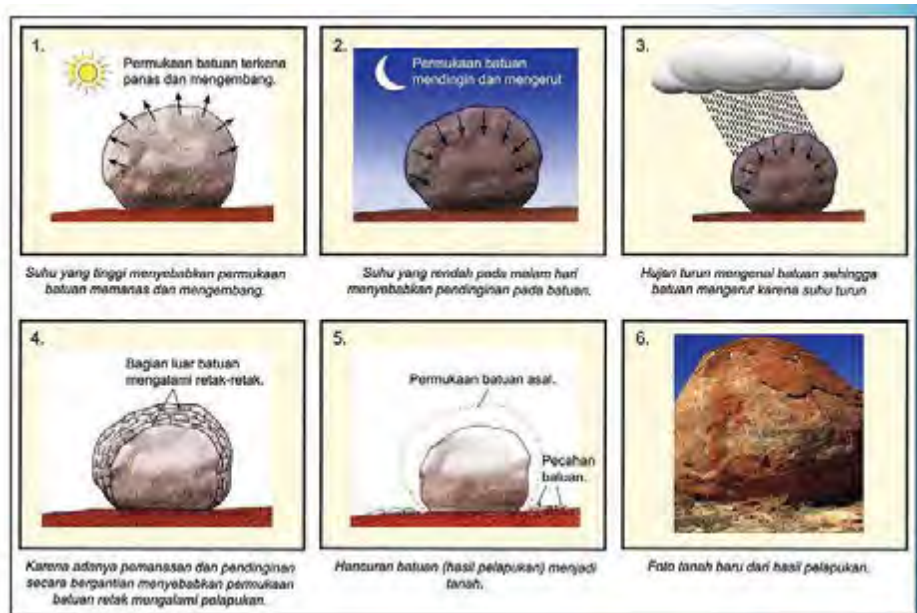 1.
Permukaan batuan terkena
panas dan mengembang.
Suhu yang tinggi menyebabkan permukaan
batuan memanas dan mengembang.
2.
Permukaan batuan
mendingin dan mengerut
Suhu yang rendah pada malam hari
menyebabkan pendinginan pada batuan.
3.
Hujan turun mengenai batuan sehingga
batuan mengerut karena suhu turun
4.
Bagian luar batuan
mengalami retak-retak.
Karena adanya pemanasan dan pendinginan
secara bergantian menyebabkan permukaan
batuan retak mengalami pelapukan.
5.
Permukaan batuan asal.
Pecahan
batuan.
Hancuran batuan (hasil pelapukan) menjadi
tanah.
6.
Foto tanah baru dari hasil pelapukan.